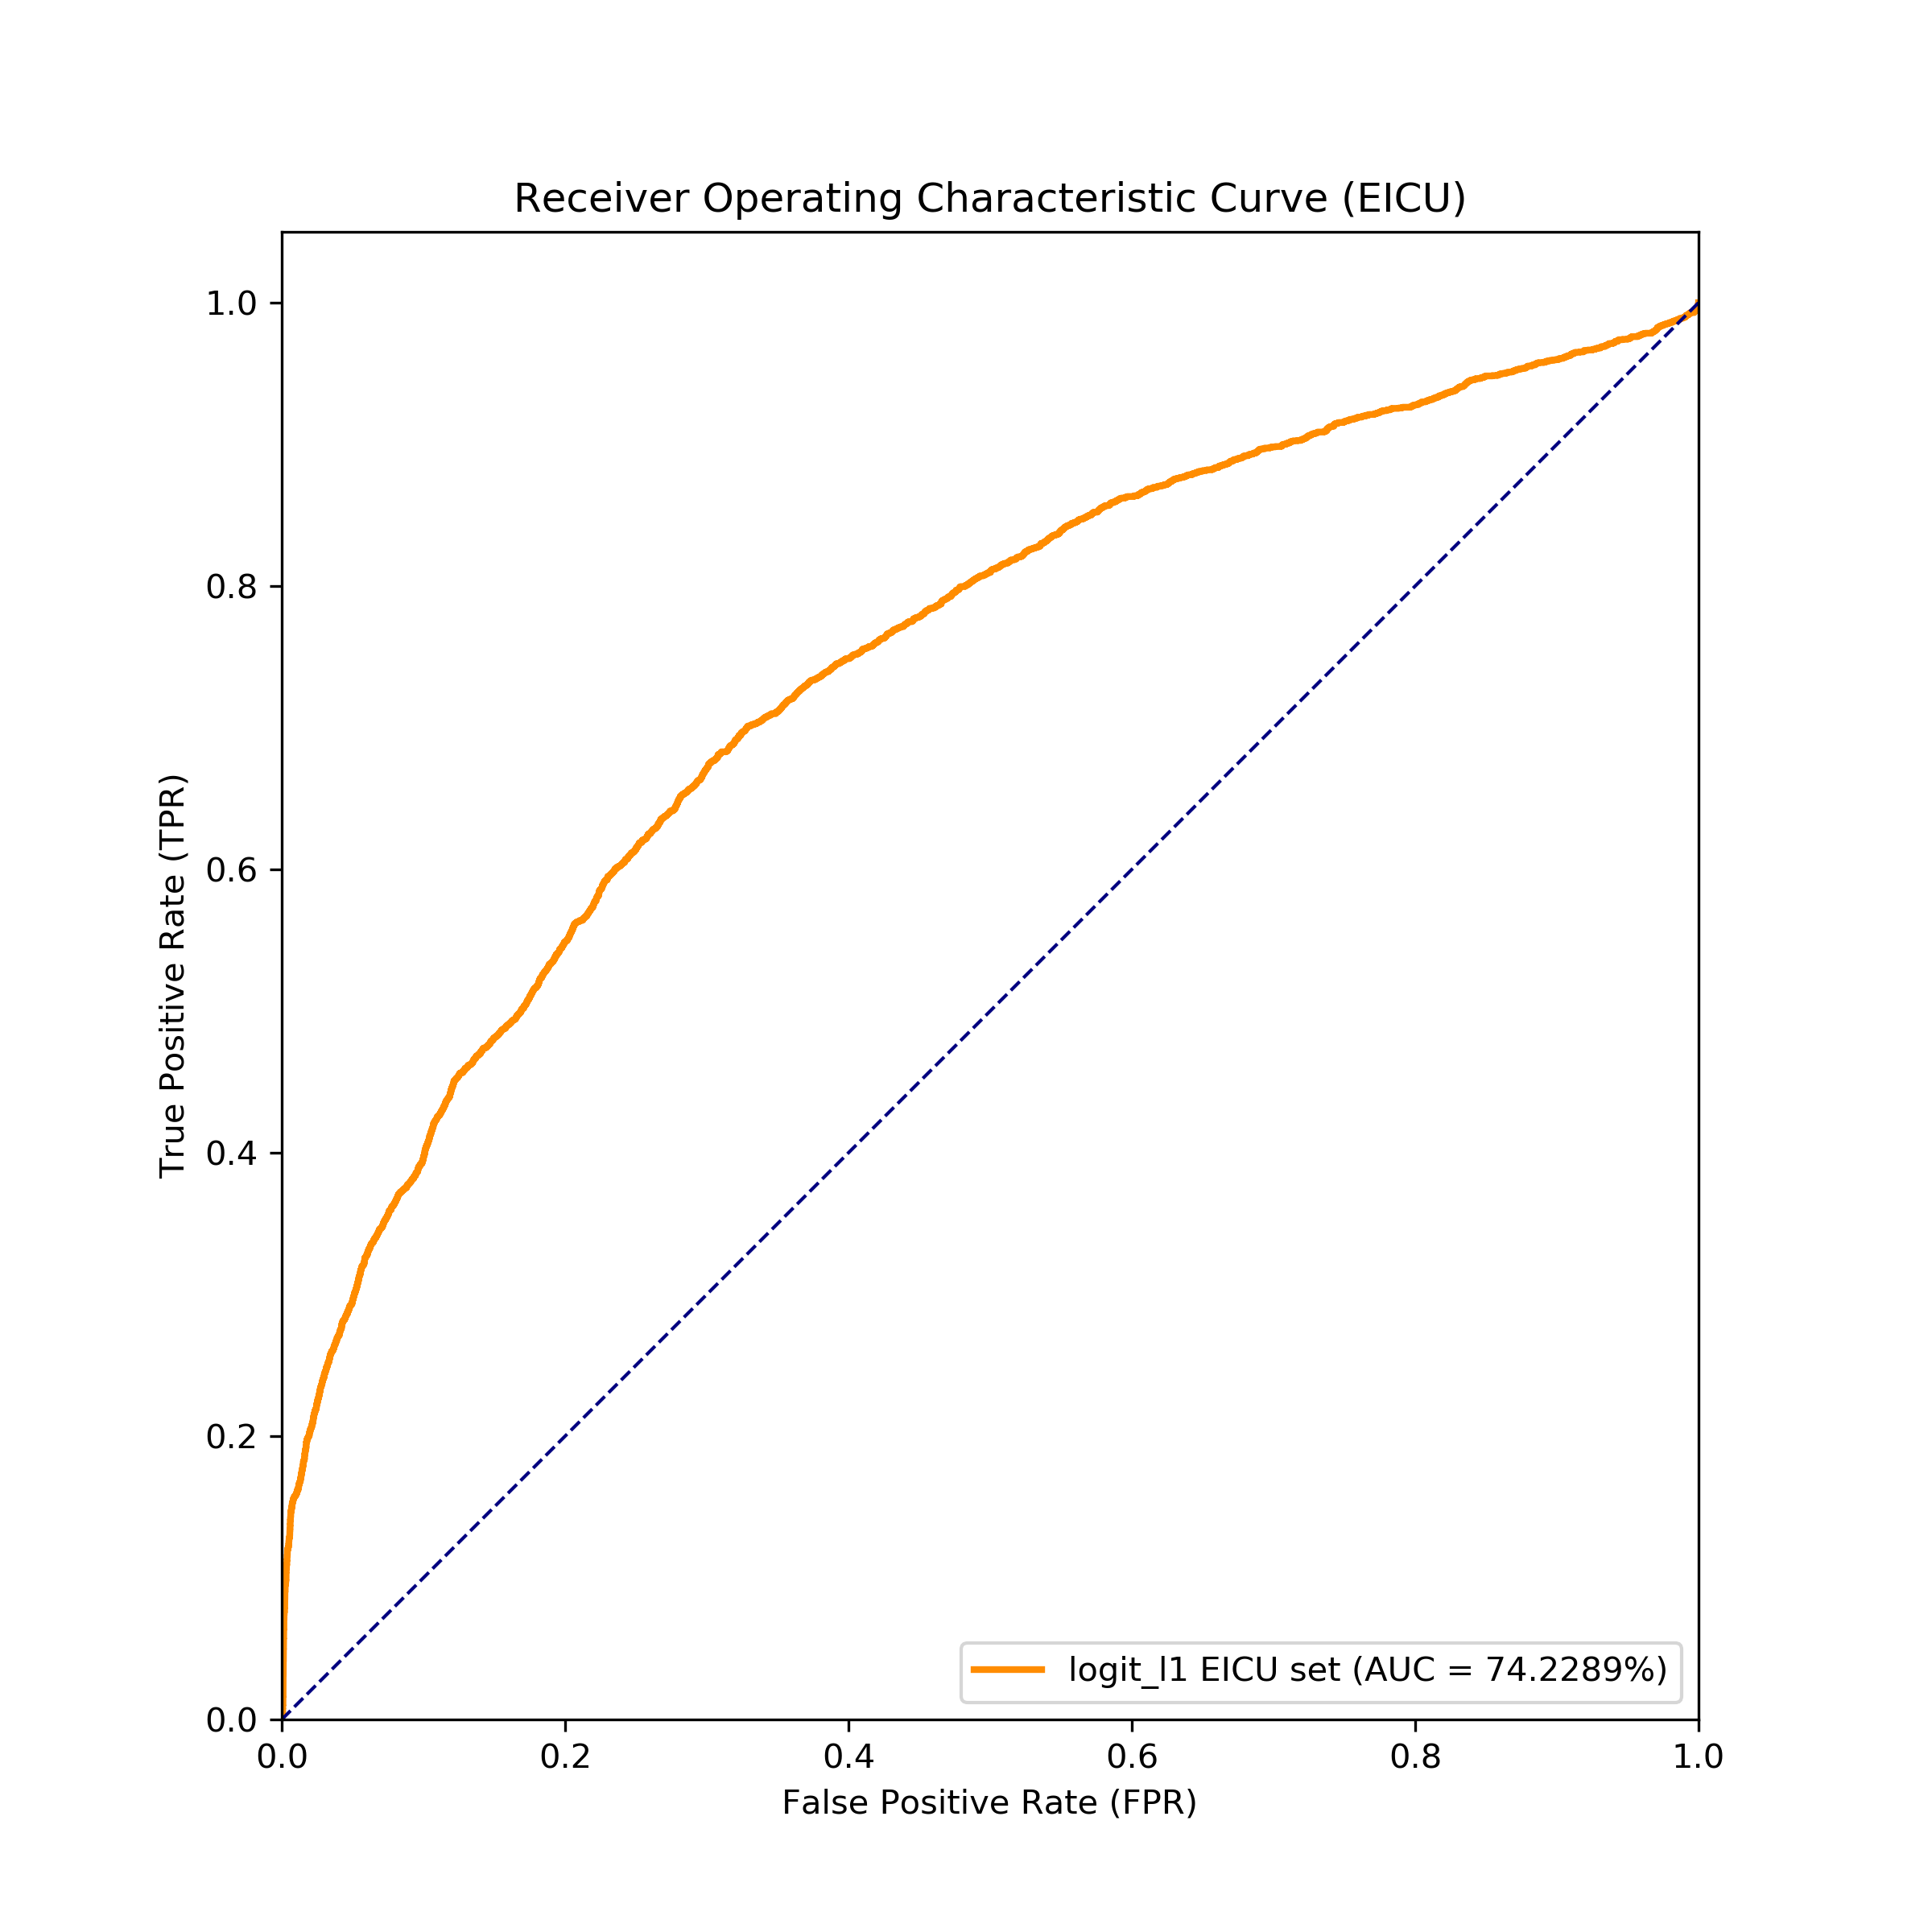 Receiver Operating Characteristic Curve (EICU)
True Positive Rate (TPR)
1.0
0.8
0.6
0.4
0.2
0.0
logit_l1 EICU set (AUC = 74.2289%)
0.0 0.2 0.4 0.6 0.8 1.0
False Positive Rate (FPR)